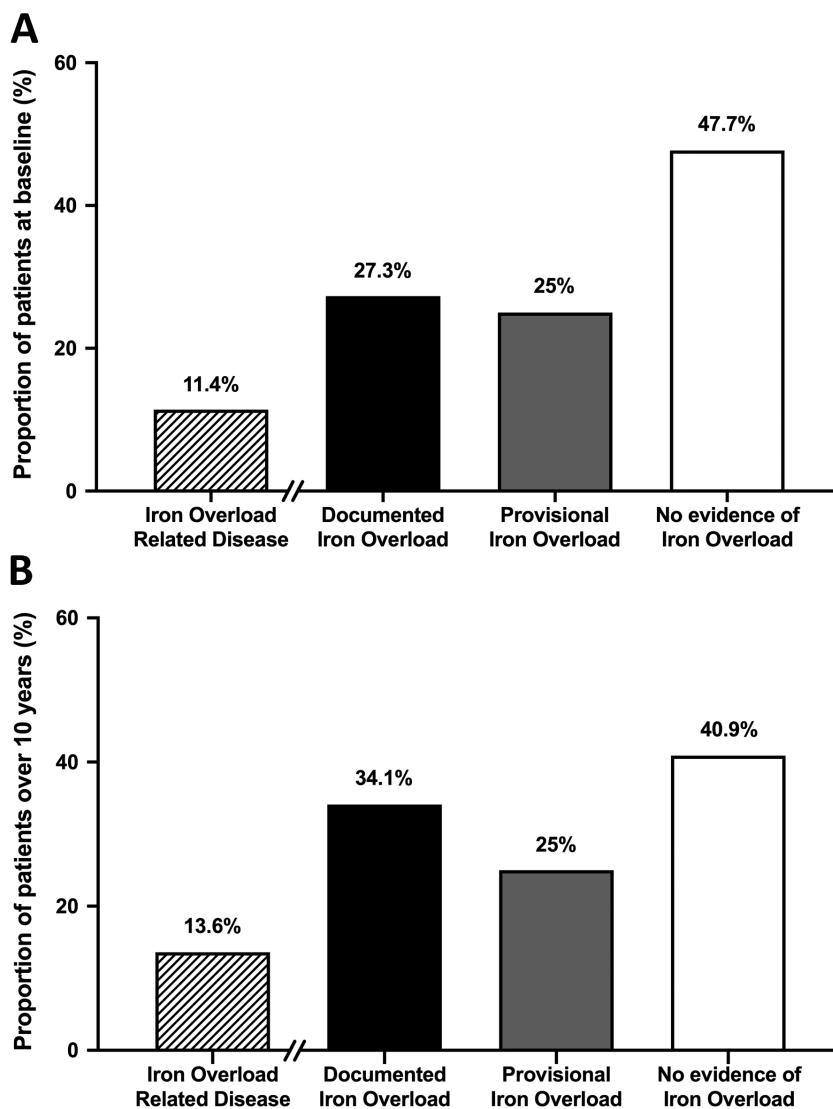 A
Proportion of patients at baseline (%)
60
40
20
0
11.4%
27.3%
25%
47.7%
Iron Overload
Related Disease
Documented
Iron Overload
Provisional
Iron Overload
No evidence of
Iron Overload
B
Proportion of patients over 10 years (%)
60
40
20
0
13.6%
34.1%
25%
40.9%
Iron Overload
Related Disease
Documented
Iron Overload
Provisional
Iron Overload
No evidence of
Iron Overload